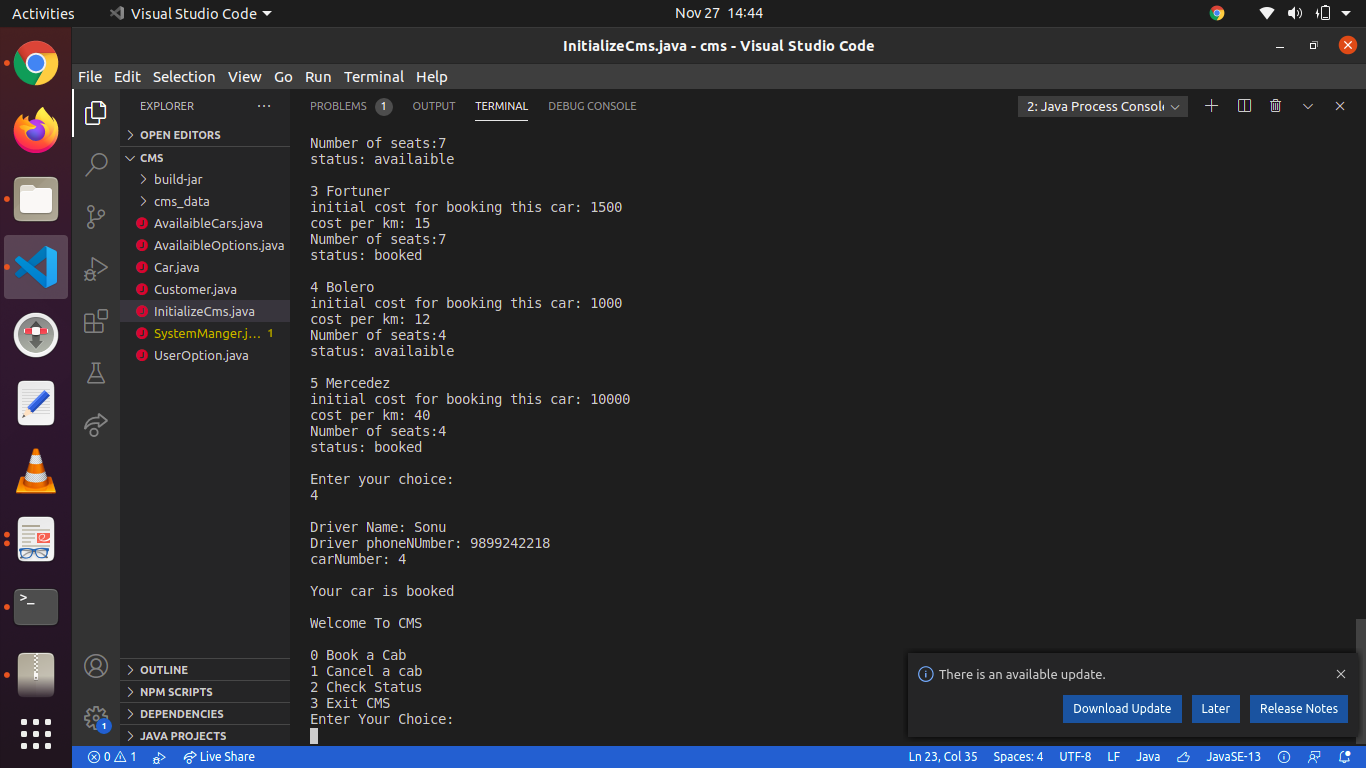 Activities
Visual Studio Code
Nov 27 14:44
InitializeCms.java - cms - Visual Studio Code
File Edit Selection View Go Run Terminal Help
EXPLORER ...
OPEN EDITORS
CMS
build-jar
cms_data
AvailaibleCars.java
AvailaibleOptions.java
Car.java
Customer.java
InitializeCms.java
SystemManger.j... 1
UserOption.java
OUTLINE
NPM SCRIPTS
DEPENDENCIES
JAVA PROJECTS
1
>_
PROBLEMS 1 OUTPUT TERMINAL DEBUG CONSOLE
2: Java Process Console
Number of seats:7
status: availaible
3 Fortuner
initial cost for booking this car: 1500
cost per km: 15
Number of seats:7
status: booked
4 Bolero
initial cost for booking this car: 1000
cost per km: 12
Number of seats:4
status: availaible
5 Mercedez
initial cost for booking this car: 10000
cost per km: 40
Number of seats:4
status: booked
Enter your choice:
4
Driver Name: Sonu
Driver phoneNUmber: 9899242218
carNumber: 4
Your car is booked
Welcome To CMS
0 Book a Cab
1 Cancel a cab
2 Check Status
3 Exit CMS
Enter Your Choice:
There is an available update.
Download Update Later Release Notes
0 1 Live Share
Ln 23, Col 35 Spaces: 4 UTF-8 LF Java JavaSE-13